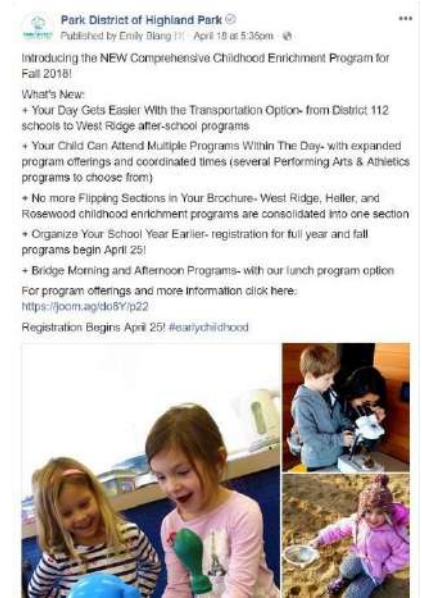 Park District of Highland Park
Published by Emily Blang · April 18 at 5:36pm ·
Introducing the NEW Comprehensive Childhood Enrichment Program for
Fall 2018!
What's New:
+ Your Day Gets Easier With the Transportation Option- from District 112
schools to West Ridge after-school programs
+ Your Child Can Attend Multiple Programs Within The Day- with expanded
program offerings and coordinated times (several Performing Arts & Athletics
programs to choose from)
+ No more Flipping Sections in Your Brochure- West Ridge, Heller, and
Rosewood childhood enrichment programs are consolidated into one section
+ Organize Your School Year Earlier- registration for full year and fall
programs begin April 25!
+ Bridge Morning and Afternoon Programs- with our lunch program option
For program offerings and more information click here:
Registration Begins April 25! #earlychildhood